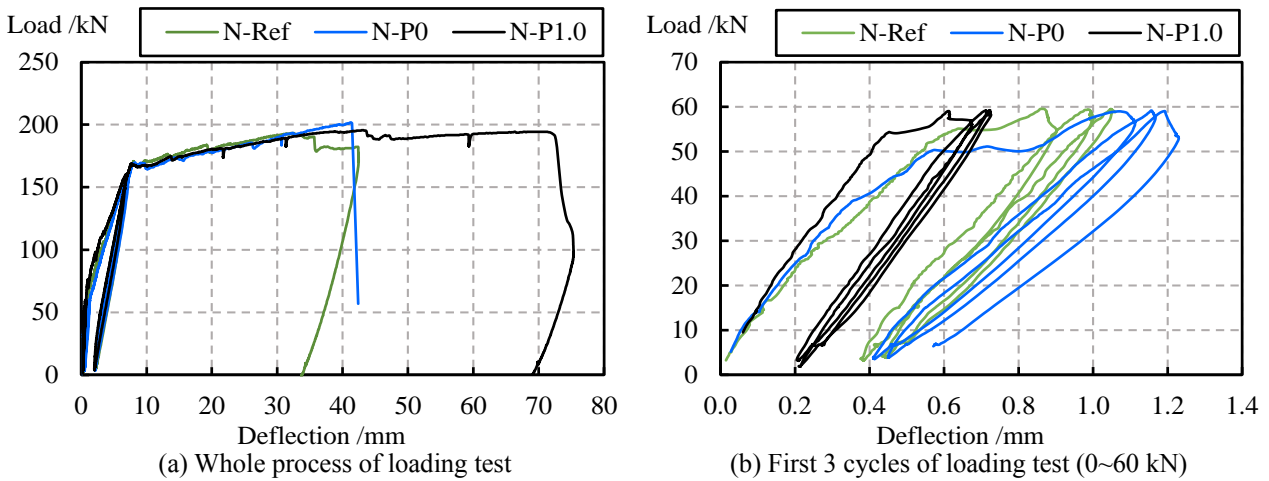 Load /kN
N-Ref N-P0 N-P1.0
250
200
150
100
50
0
0 10 20 30 40 50 60 70 80
Deflection /mm
(a) Whole process of loading test
Load /kN
N-Ref N-P0 N-P1.0
70
60
50
40
30
20
10
0
0.0 0.2 0.4 0.6 0.8 1.0 1.2 1.4
Deflection /mm
(b) First 3 cycles of loading test (0~60 kN)